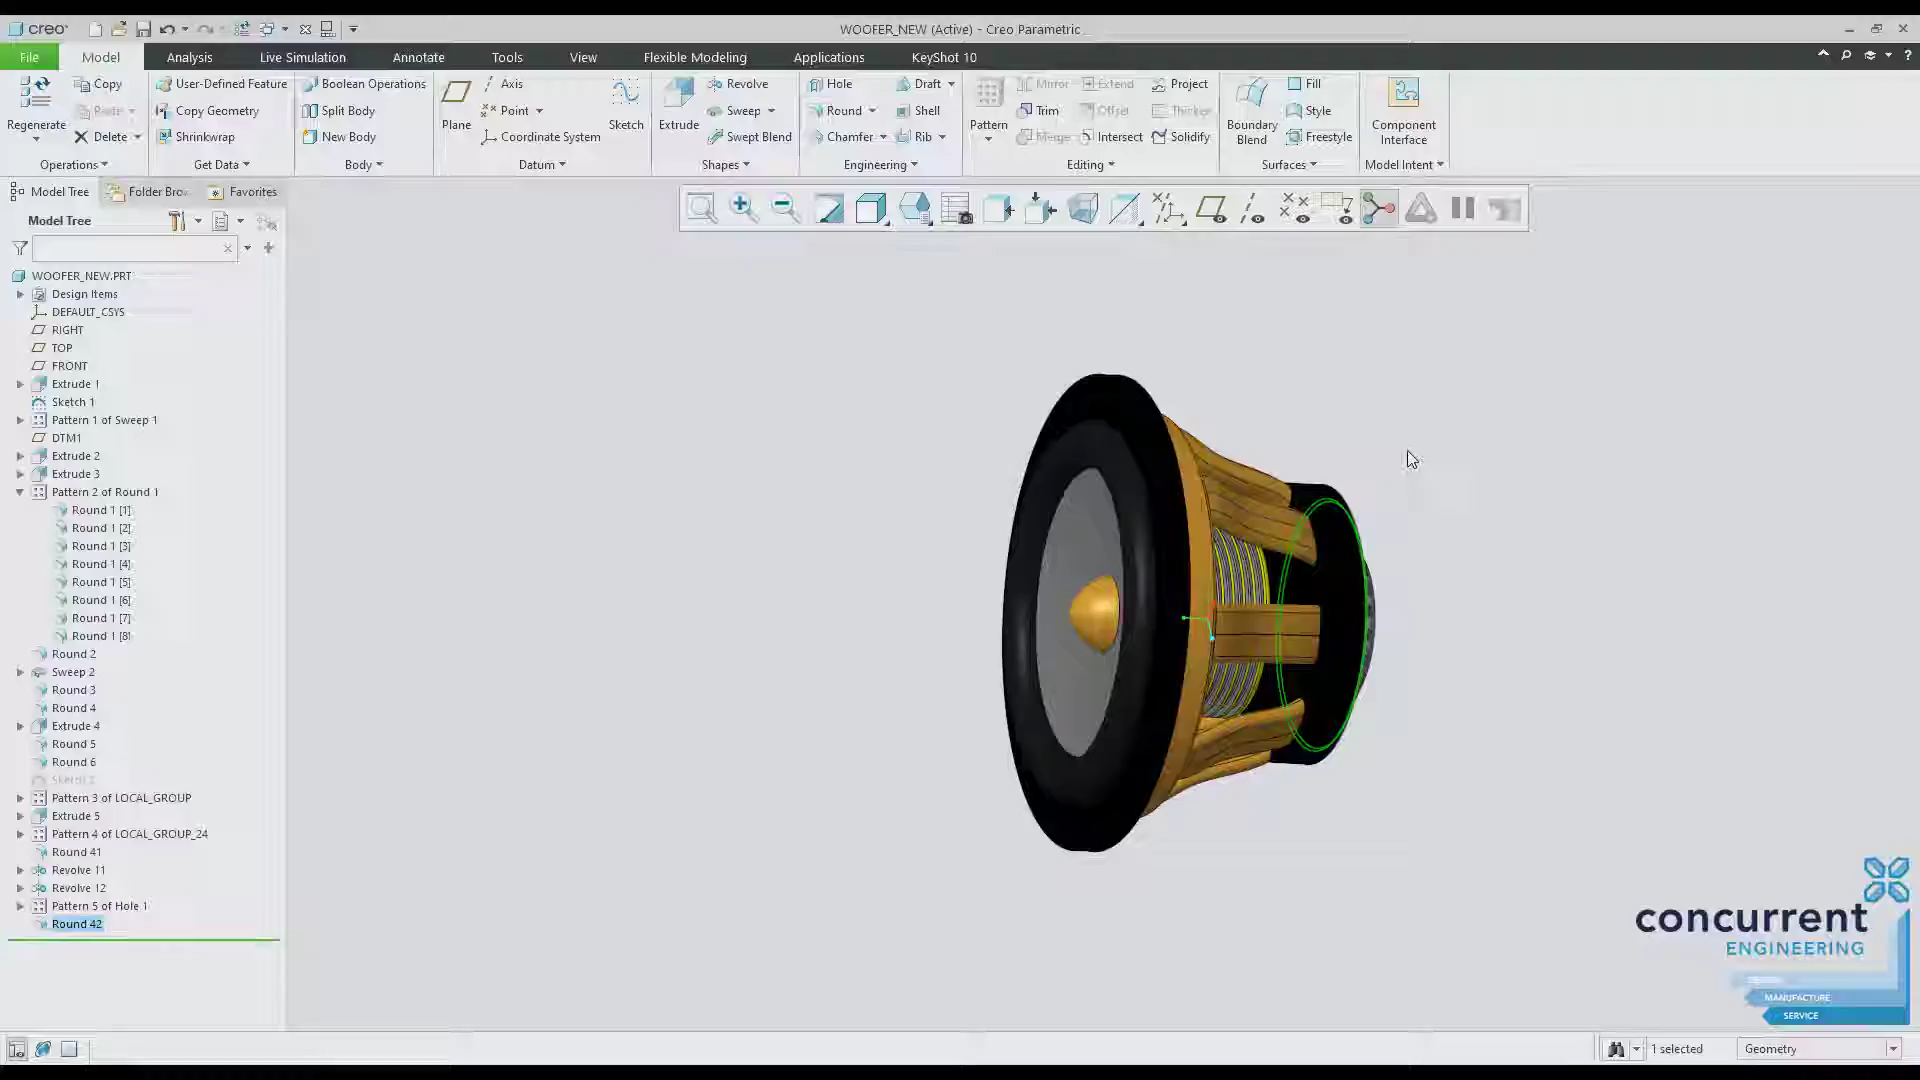 creo
WOOFER_NEW (Active) - Creo Parametric
File Model Analysis Live Simulation Annotate Tools View Flexible Modeling Applications KeyShot 10
Regenerate
Copy
Paste
Delete
Operations
User-Defined Feature
Copy Geometry
Shrinkwrap
Get Data
Boolean Operations
Split Body
New Body
Body
Plane
Axis
Point
Coordinate System
Sketch
Datum
Extrude
Revolve
Sweep
Swept Blend
Shapes
Hole
Round
Chamfer
Draft
Shell
Rib
Engineering
Pattern
Mirror
Trim
Merge
Extend
Offset
Intersect
Project
Thicken
Solidify
Editing
Boundary
Blend
Fill
Style
Freestyle
Surfaces
Component
Interface
Model Intent
Model Tree Folder Brow Favorites
Model Tree
WOOFER_NEW.PRT
Design Items
DEFAULT_CSYS
RIGHT
TOP
FRONT
Extrude 1
Sketch 1
Pattern 1 of Sweep 1
DTM1
Extrude 2
Extrude 3
Pattern 2 of Round 1
Round 1 [1]
Round 1 [2]
Round 1 [3]
Round 1 [4]
Round 1 [5]
Round 1 [6]
Round 1 [7]
Round 1 [8]
Round 2
Sweep 2
Round 3
Round 4
Extrude 4
Round 5
Round 6
Sketch 2
Pattern 3 of LOCAL_GROUP
Extrude 5
Pattern 4 of LOCAL_GROUP_24
Round 41
Revolve 11
Revolve 12
Pattern 5 of Hole 1
Round 42
concurrent
ENGINEERING
MANUFACTURE
SERVICE
1 selected
Geometry